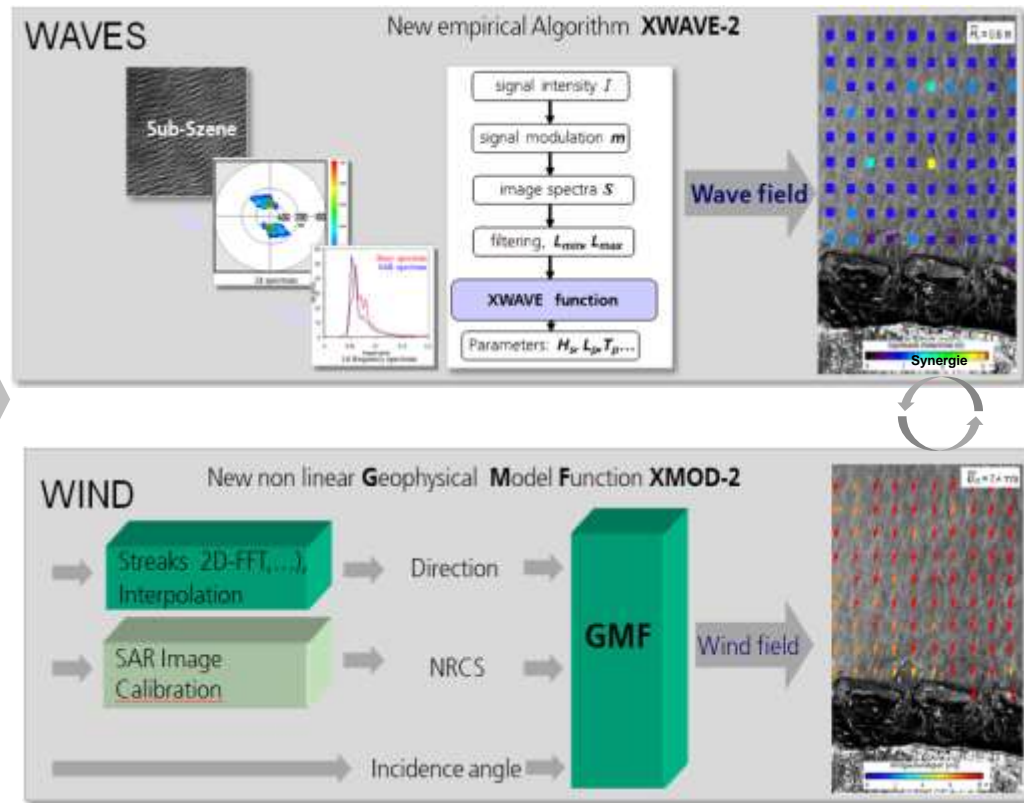 WAVES
New empirical Algorithm XWAVE-2
Sub-Szene
signal intensity I
signal modulation m
image spectra S
filtering, Lmin, Lmax
XWAVE function
Parameters: Hs, Lp, Tp...
Wave field
Synergie
WIND
New non linear Geophysical Model Function XMOD-2
Streaks 2D-FFT,...),
Interpolation
Direction
SAR Image
Calibration
NRCS
Incidence angle
GMF
Wind field